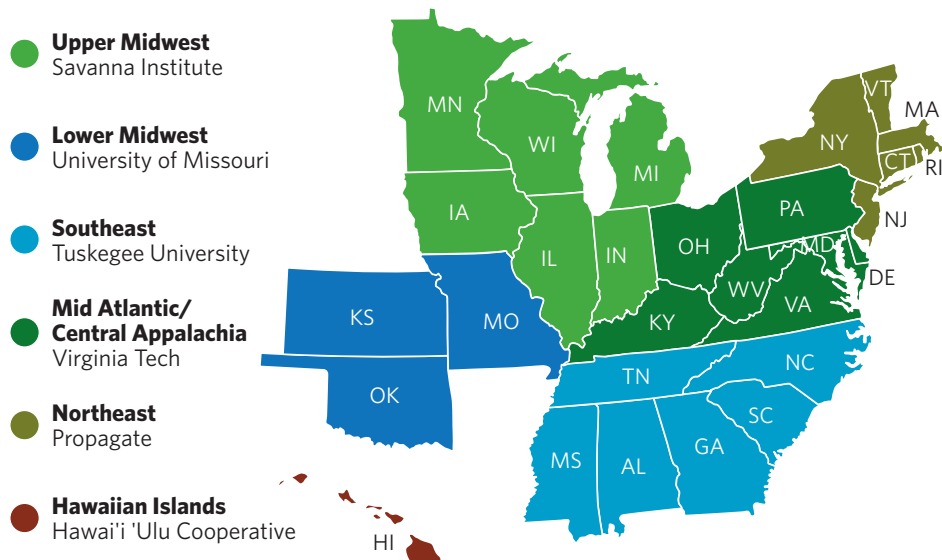 Upper Midwest
Savanna Institute
Lower Midwest
University of Missouri
Southeast
Tuskegee University
Mid Atlantic/
Central Appalachia
Virginia Tech
Northeast
Propagate
Hawaiian Islands
Hawai'i 'Ulu Cooperative
MN
WI
MI
IA
IL
IN
KS
MO
OK
OH
PA
WV
MD
DE
KY
VA
TN
NC
SC
MS
AL
GA
VT
MA
NY
CT
RI
NJ
HI